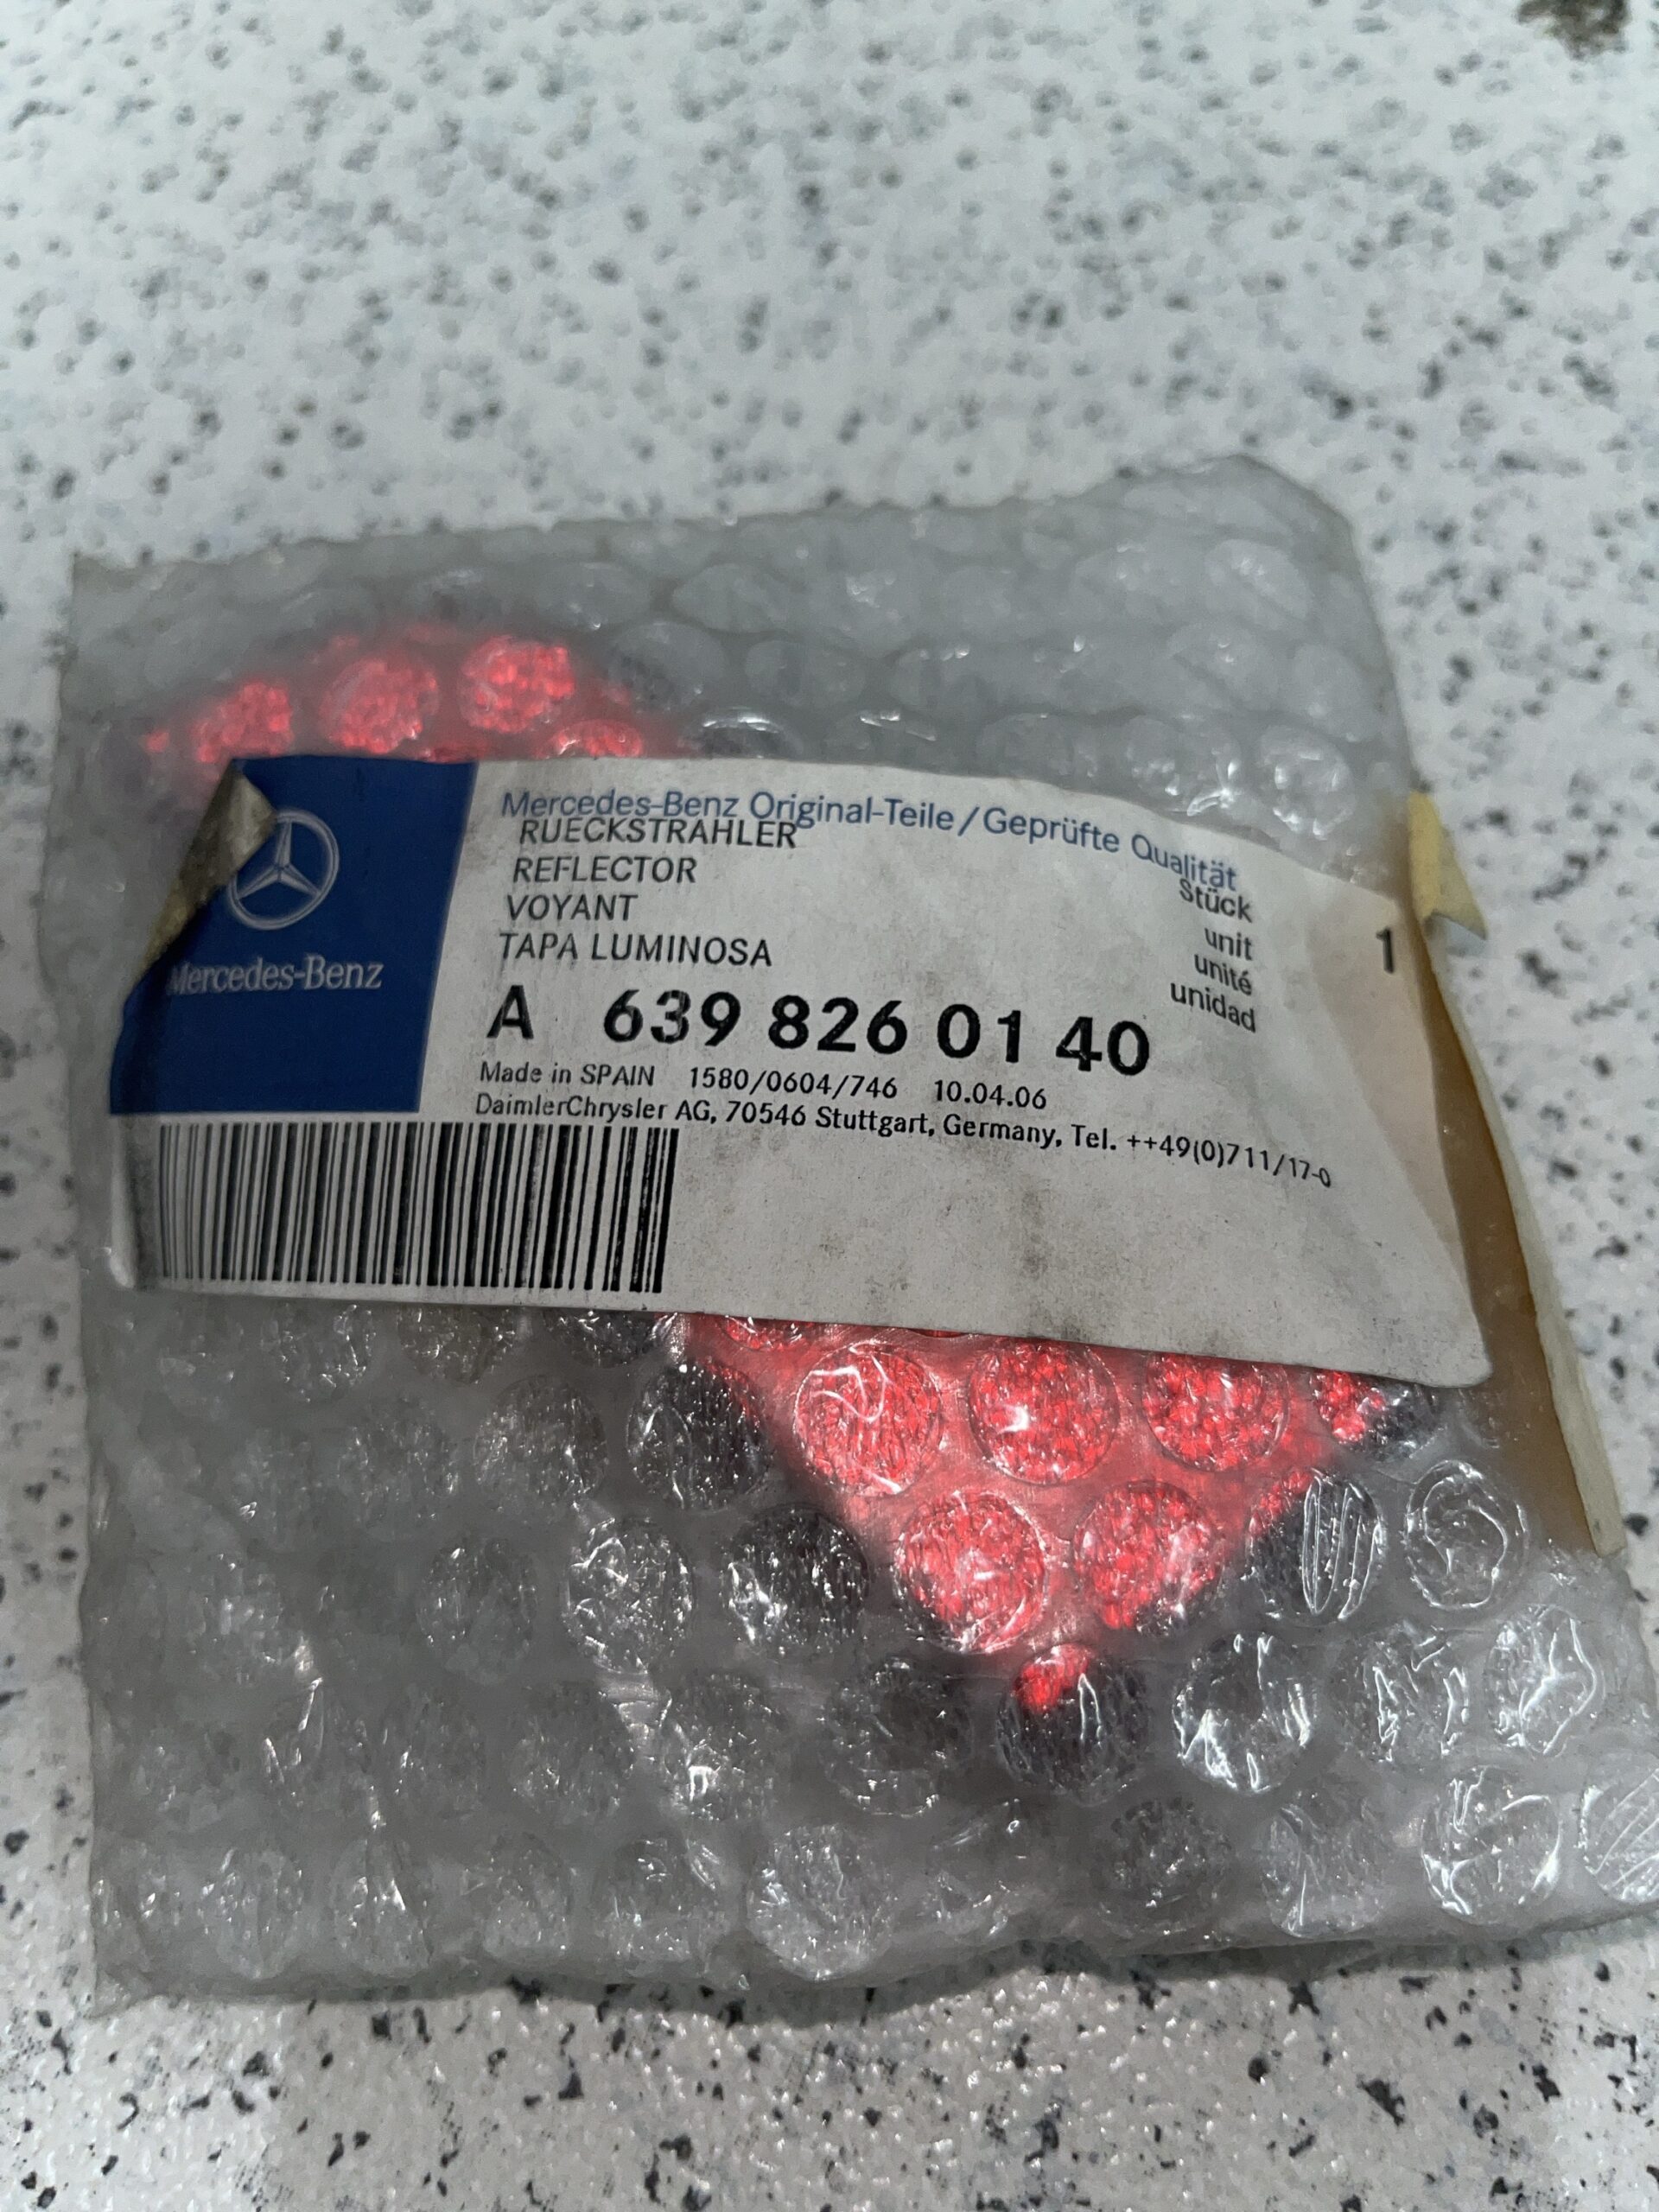 Mercedes-Benz
Mercedes-Benz Original-Teile/Geprüfte Qualität
RUECKSTRAHLER
REFLECTOR
VOYANT
TAPA LUMINOSA
Stück
unit
unité
unidad
1
A 639 826 01 40
Made in SPAIN 1580/0604/746 10.04.06
DaimlerChrysler AG, 70546 Stuttgart, Germany, Tel. ++49(0)711/17-0